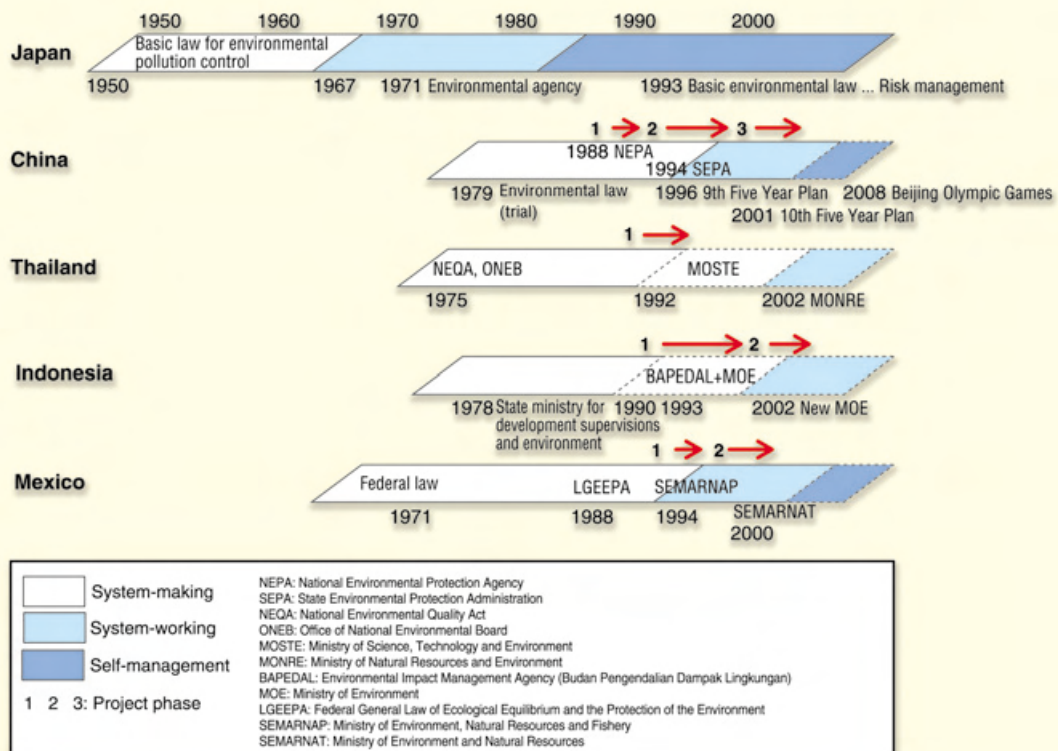 1950 1960 1970 1980 1990 2000
Japan
Basic law for environmental
pollution control
1950 1967 1971 Environmental agency 1993 Basic environmental law ... Risk management
1 2 3
China
1988 NEPA
1994 SEPA
1979 Environmental law
(trial)
1996 9th Five Year Plan 2008 Beijing Olympic Games
2001 10th Five Year Plan
1
Thailand
NEQA, ONEB MOSTE
1975 1992 2002 MONRE
1 2
Indonesia
BAPEDAL+MOE
1978 State ministry for
development supervisions
and environment
1990 1993 2002 New MOE
1 2
Mexico
Federal law LGEEPA SEMARNAP
1971 1988 1994 SEMARNAT
2000
System-making
System-working
Self-management
1 2 3: Project phase
NEPA: National Environmental Protection Agency
SEPA: State Environmental Protection Administration
NEQA: National Environmental Quality Act
ONEB: Office of National Environmental Board
MOSTE: Ministry of Science, Technology and Environment
MONRE: Ministry of Natural Resources and Environment
BAPEDAL: Environmental Impact Management Agency (Budan Pengendalian Dampak Lingkungan)
MOE: Ministry of Environment
LGEEPA: Federal General Law of Ecological Equilibrium and the Protection of the Environment
SEMARNAP: Ministry of Environment, Natural Resources and Fishery
SEMARNAT: Ministry of Environment and Natural Resources